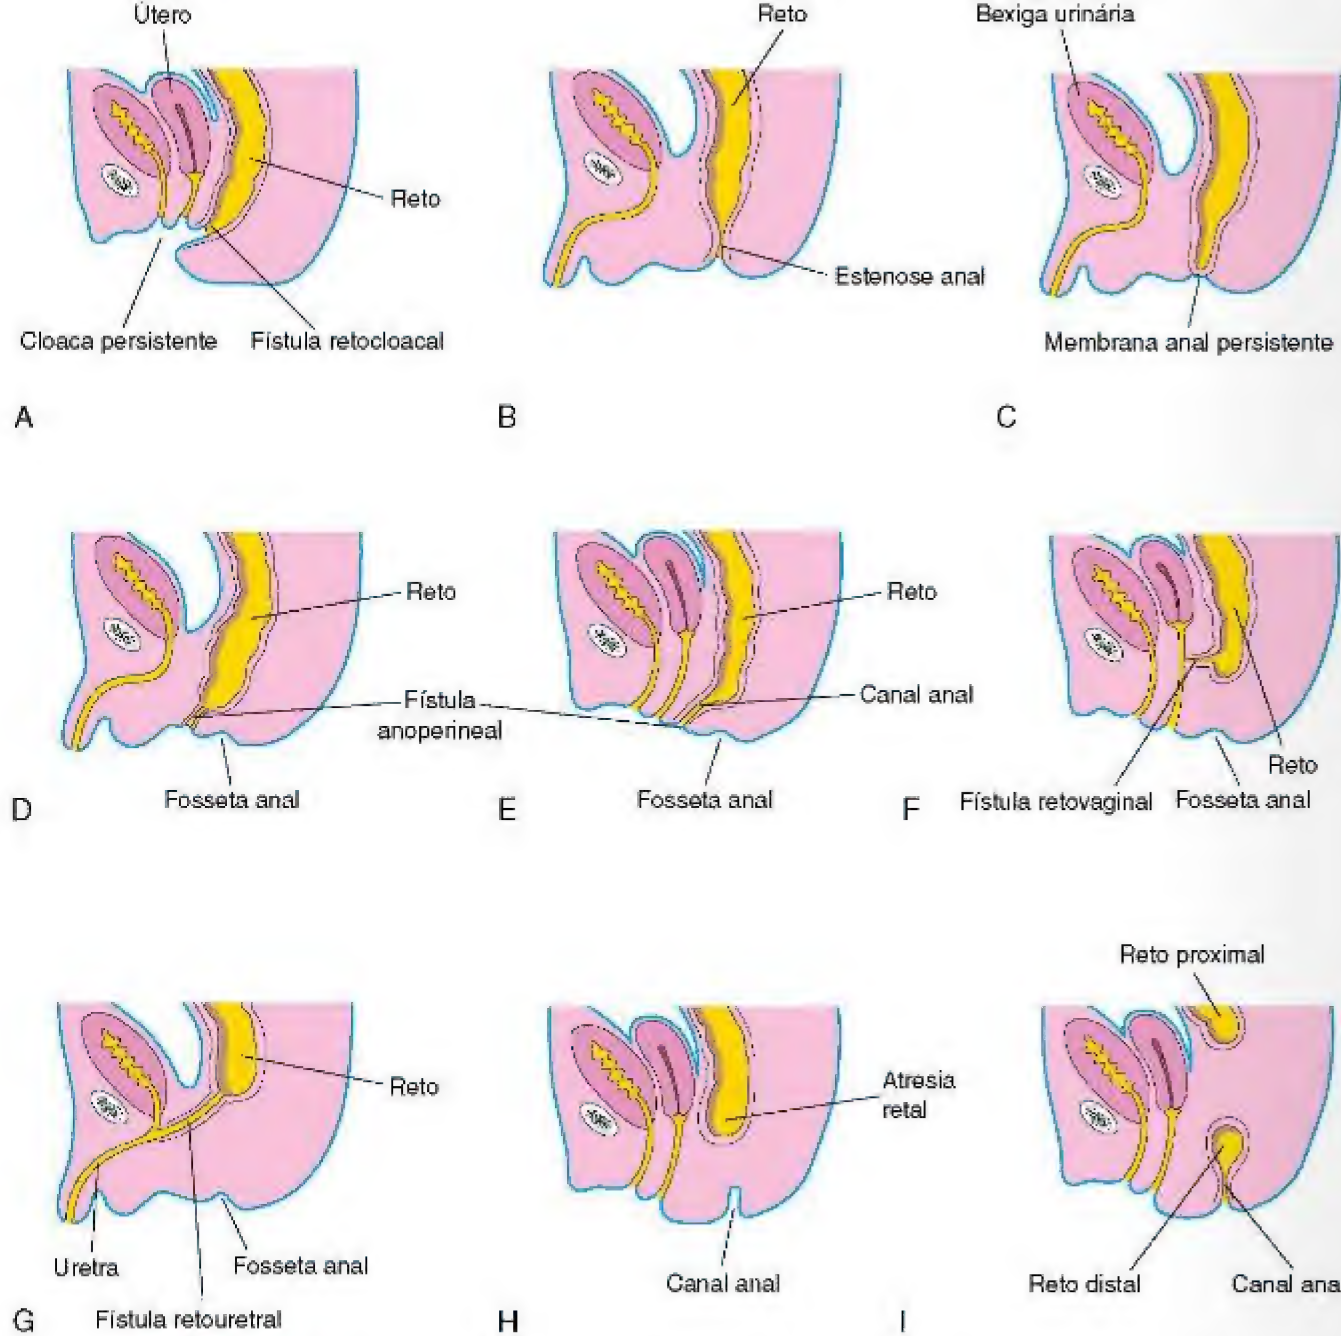 Útero
Reto
Bexiga urinária
Reto
Estenose anal
Cloaca persistente
Fístula retocloacal
Membrana anal persistente
A
B
C
Reto
Reto
Fístula
anoperineal
Canal anal
Reto
Fosseta anal
Fosseta anal
Fístula retovaginal
Fosseta anal
D
E
F
Reto proximal
Reto
Atresia
retal
Uretra
Fosseta anal
Fístula retouretral
Canal anal
Reto distal
Canal ana
G
H
I